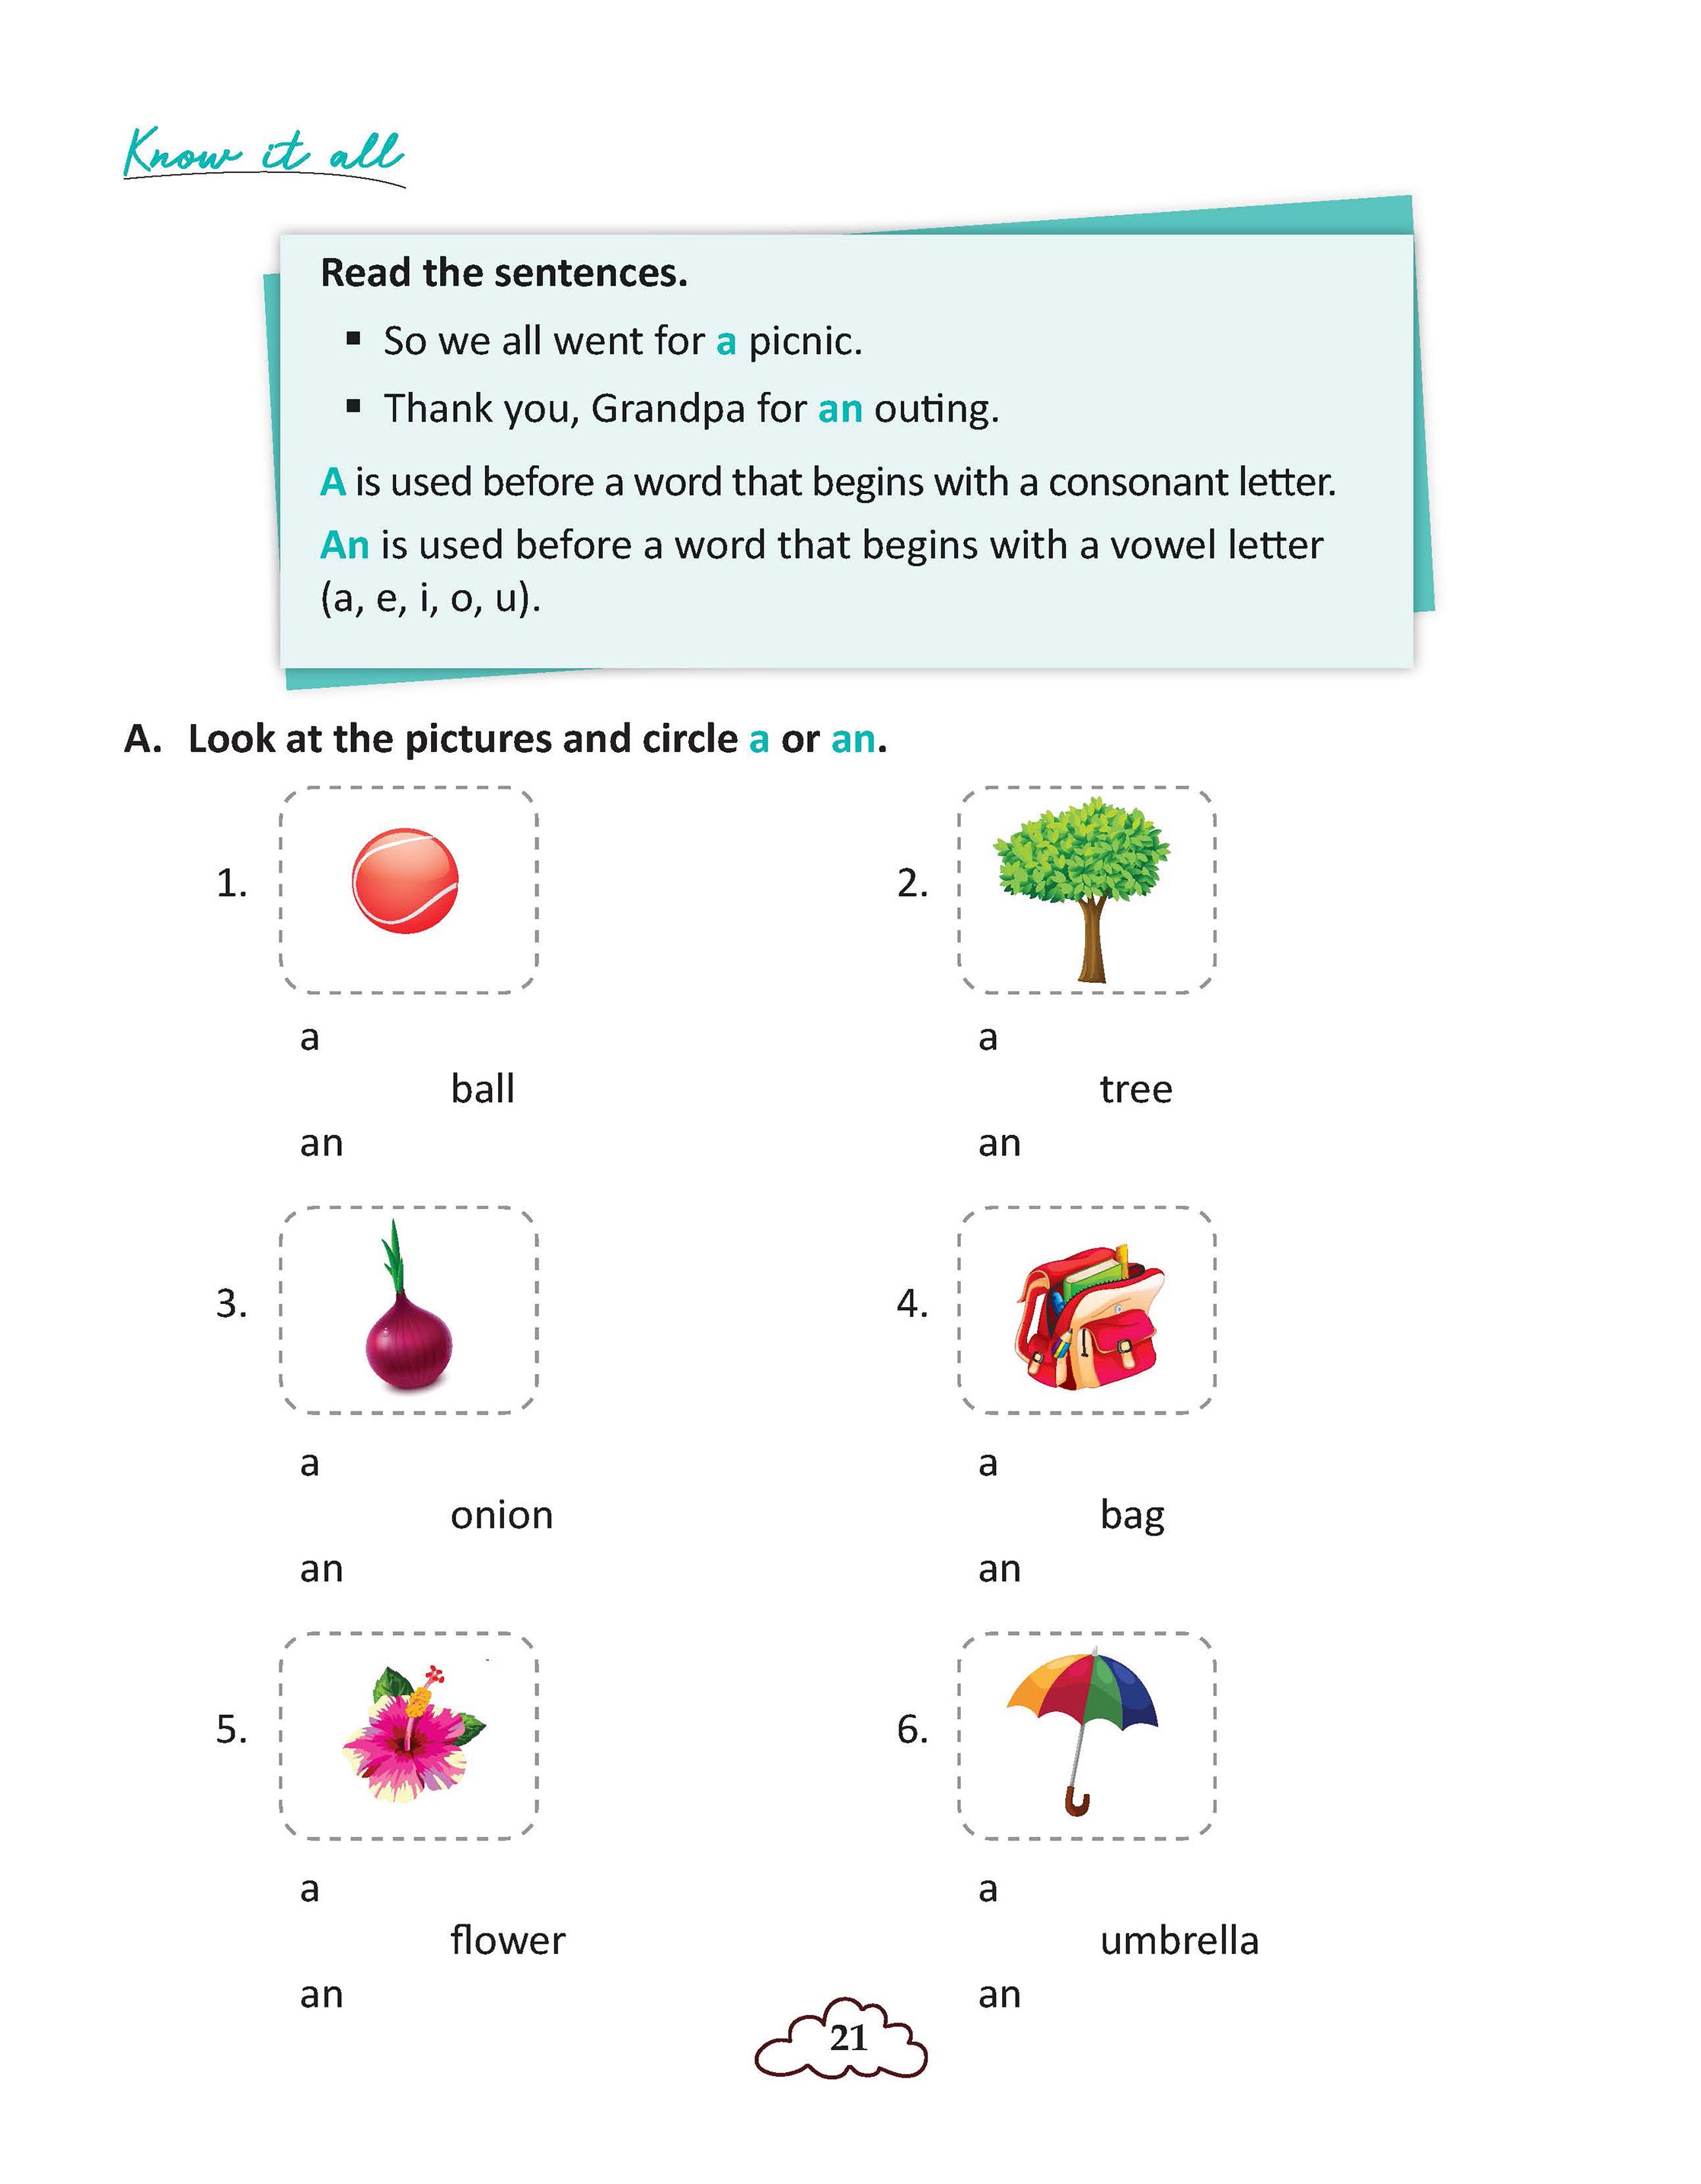 Know it all
Read the sentences.
▪ So we all went for a picnic.
▪ Thank you, Grandpa for an outing.
A is used before a word that begins with a consonant letter.
An is used before a word that begins with a vowel letter
(a, e, i, o, u).
A. Look at the pictures and circle a or an.
1.
a
ball
an
2.
a
tree
an
3.
a
onion
an
4.
a
bag
an
5.
a
flower
an
6.
a
umbrella
an
21